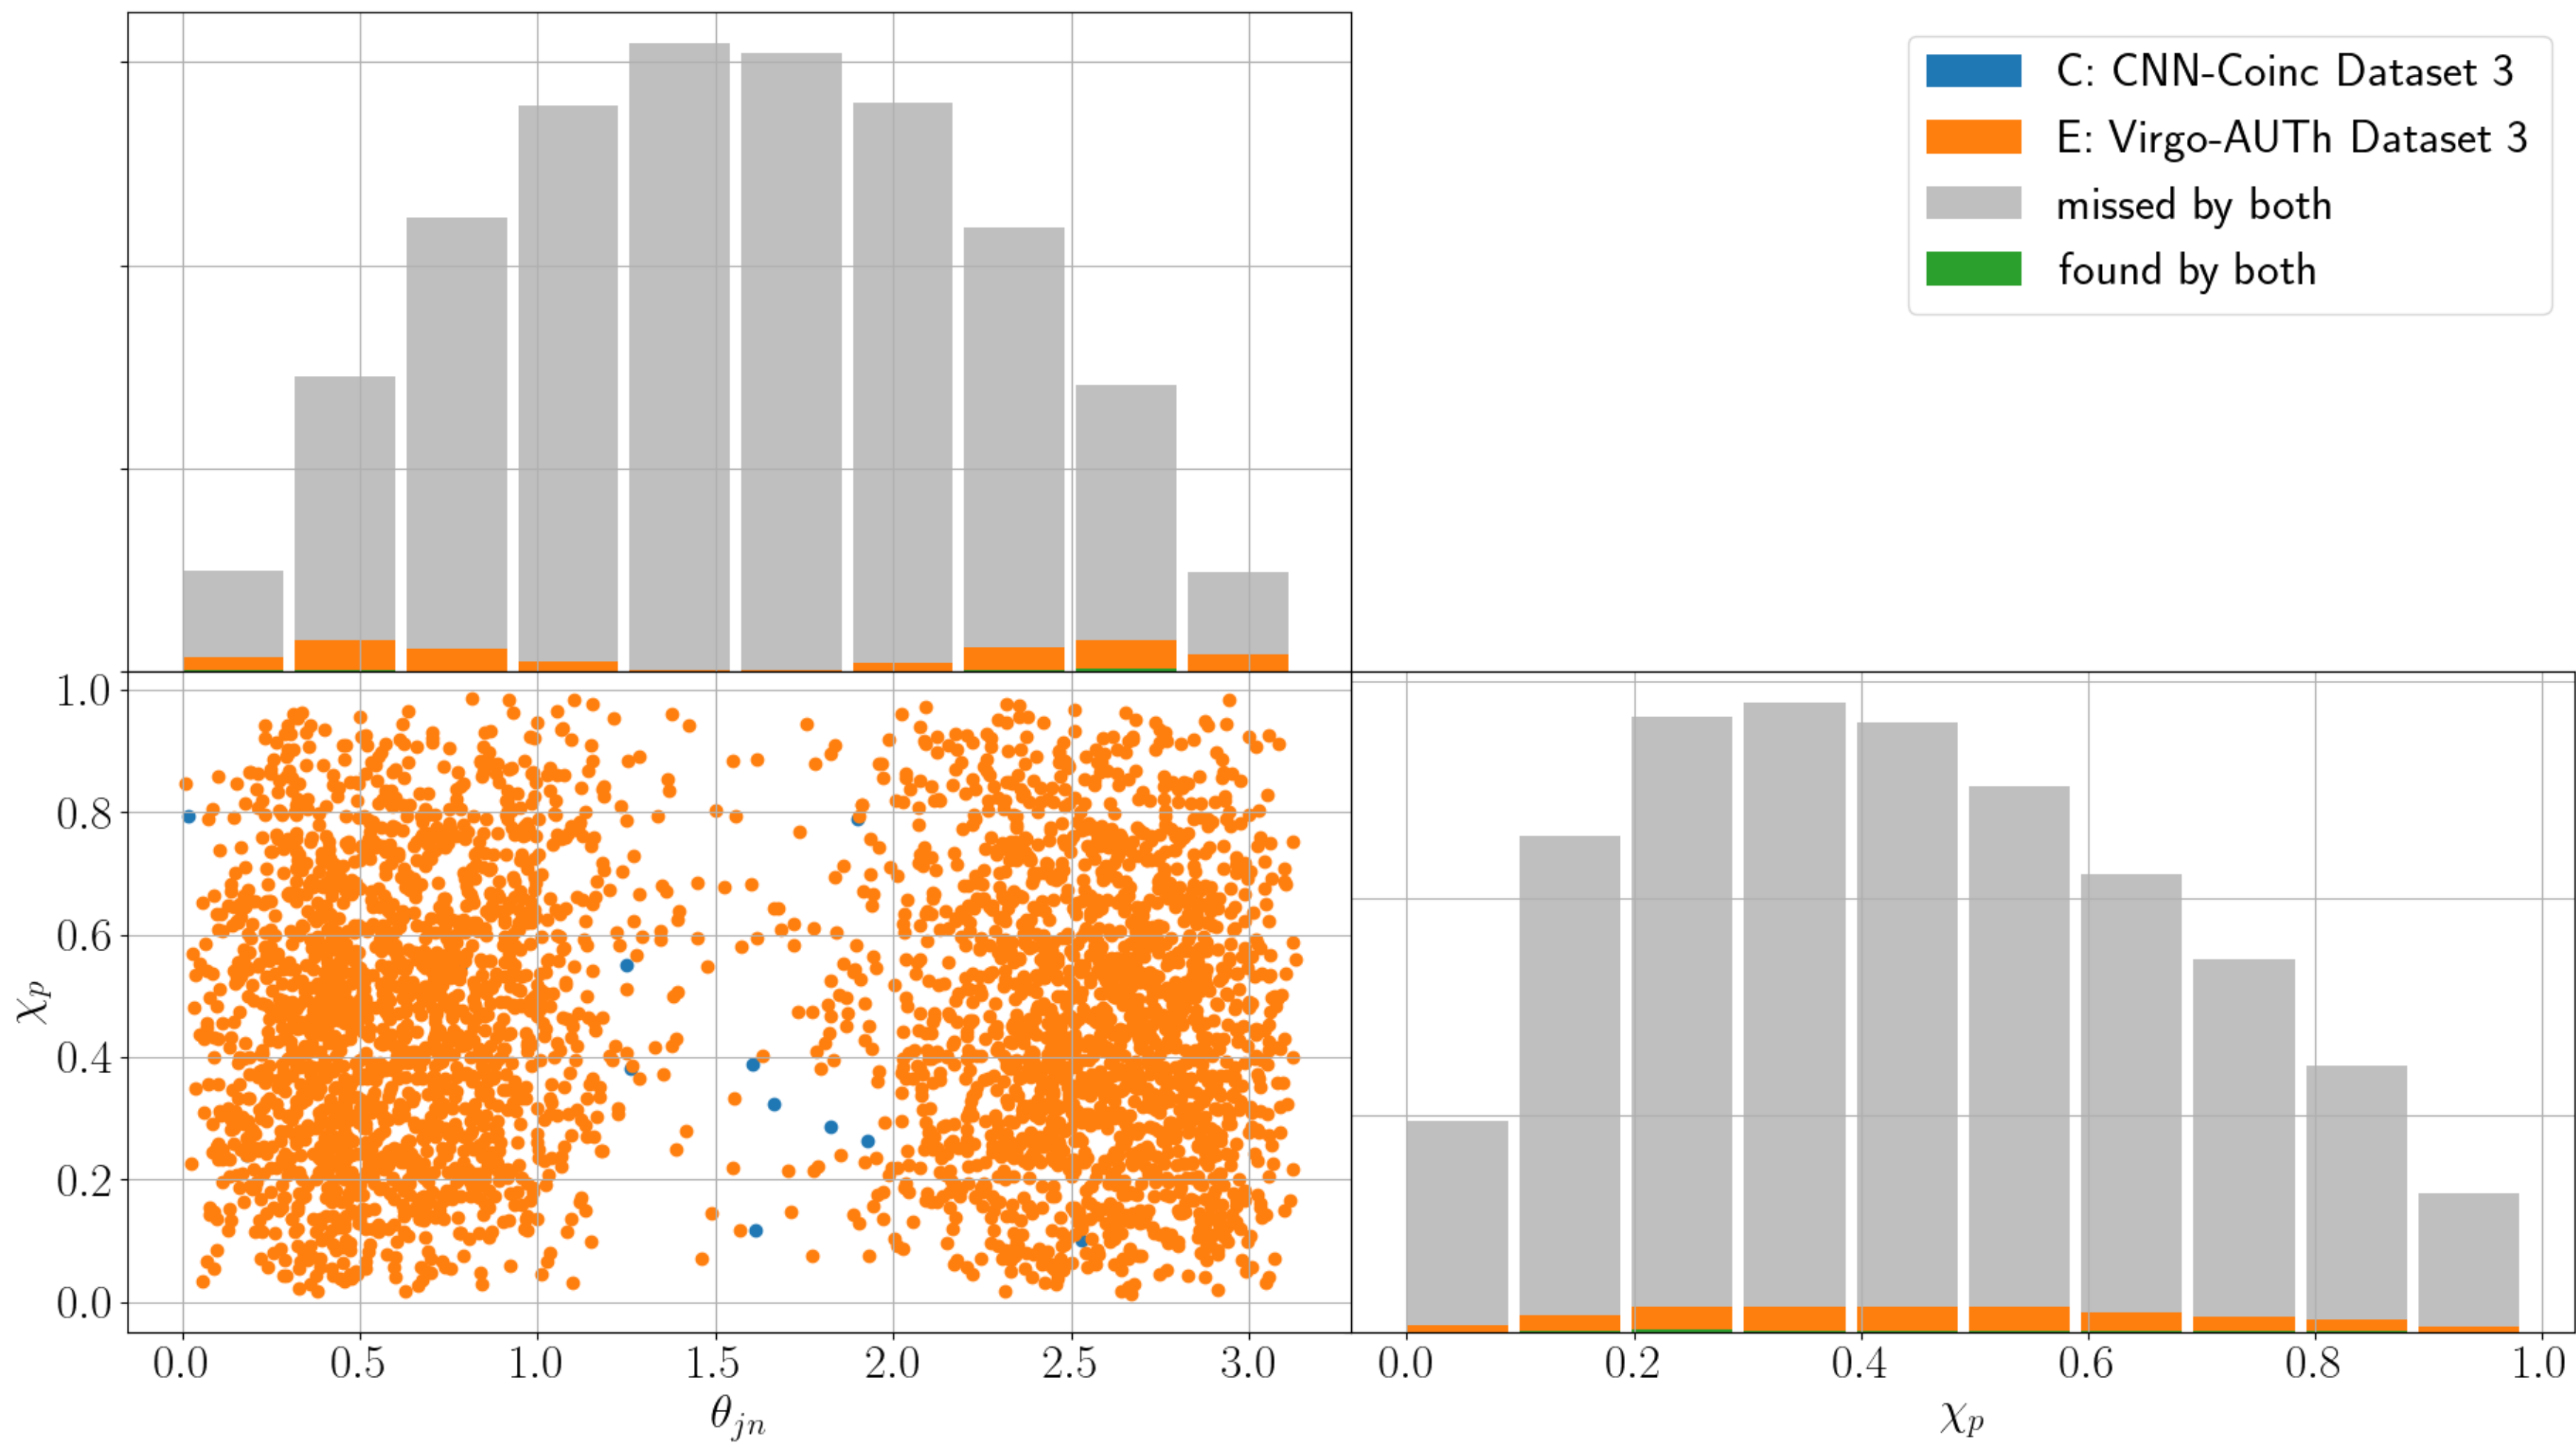 C: CNN-Coinc Dataset 3
E: Virgo-AUTh Dataset 3
missed by both
found by both
1.0
0.8
0.6
0.4
0.2
0.0
χp
0.0 0.5 1.0 1.5 2.0 2.5 3.0
θjn
0.0 0.2 0.4 0.6 0.8 1.0
χp